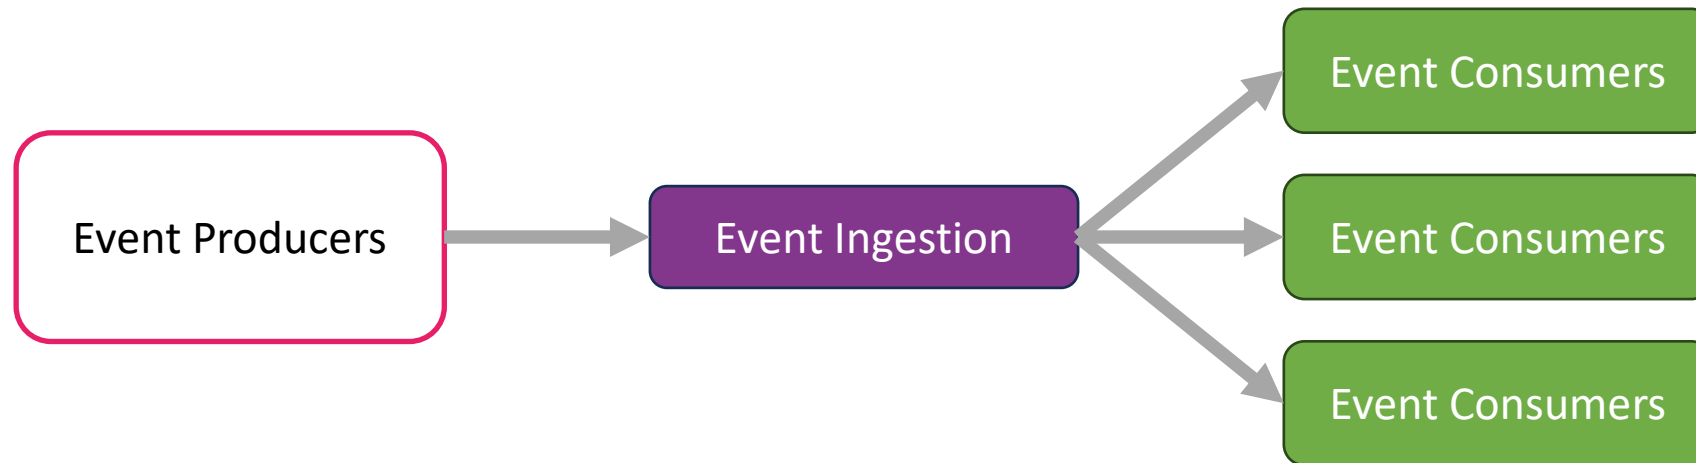 Event Consumers
Event Producers
Event Ingestion
Event Consumers
Event Consumers